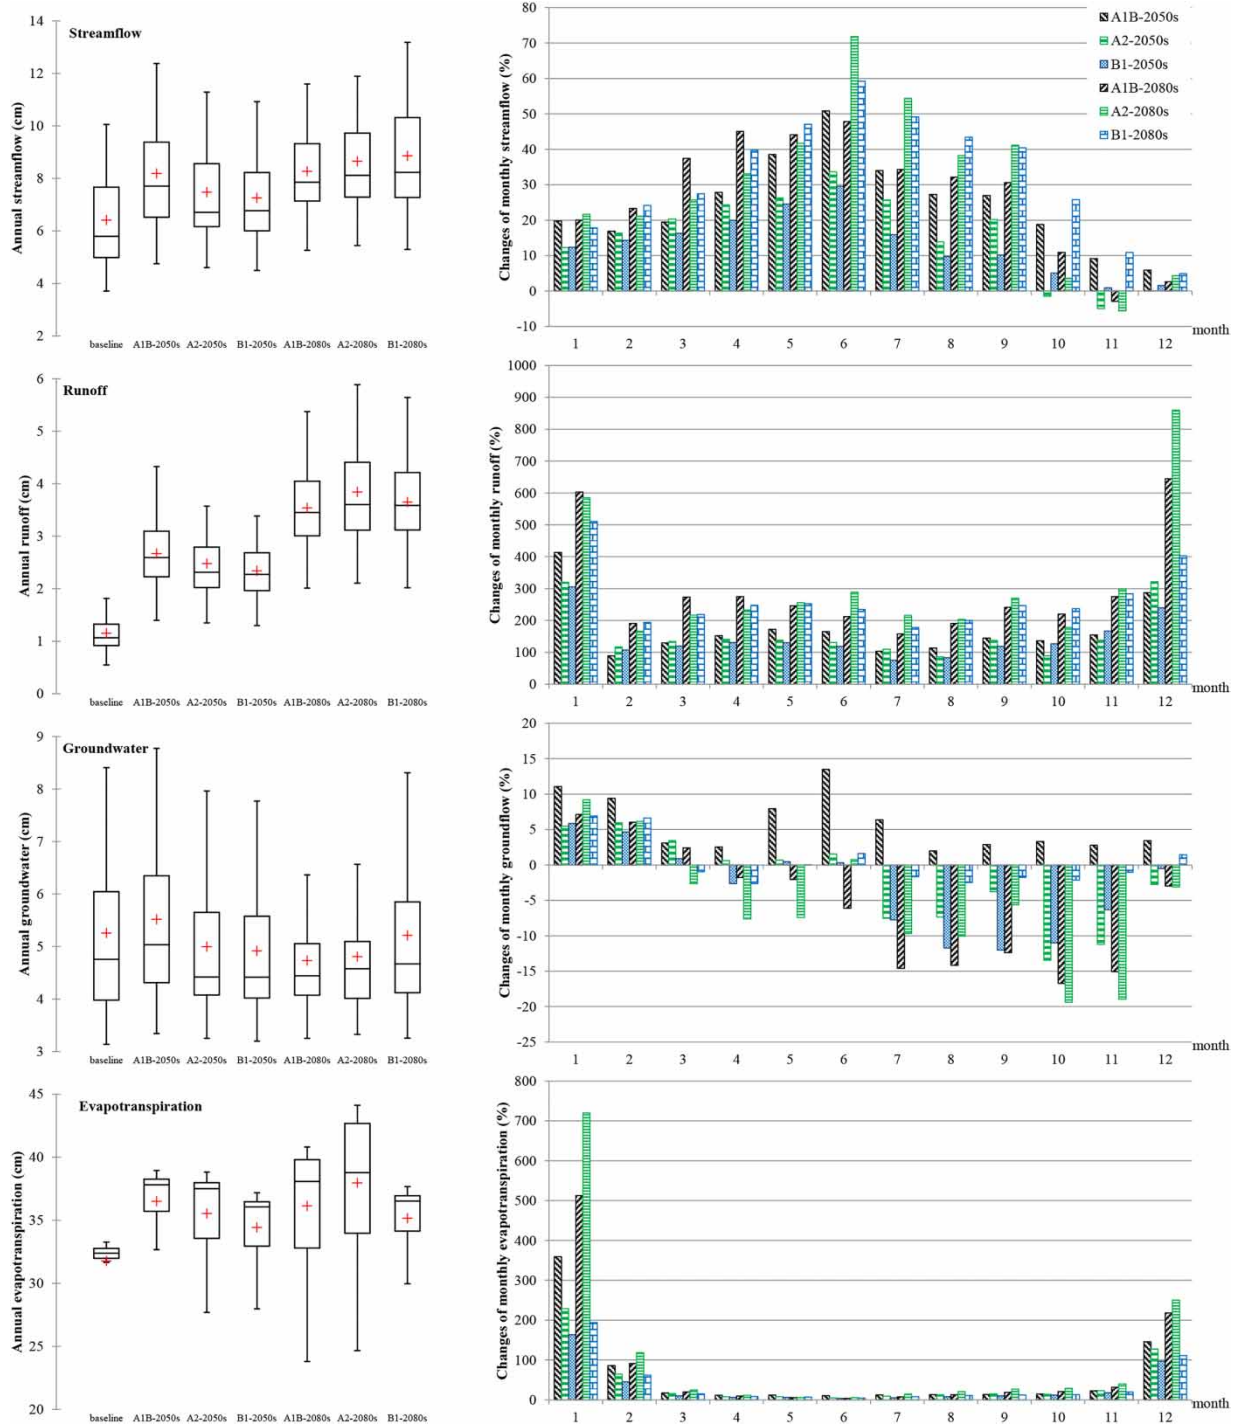 Streamflow
Annual streamflow (cm)
14
12
10
8
6
4
2
baseline A1B-2050s A2-2050s B1-2050s A1B-2080s A2-2080s B1-2080s
Changes of monthly streamflow (%)
80
70
60
50
40
30
20
10
0
-10
A1B-2050s
A2-2050s
B1-2050s
A1B-2080s
A2-2080s
B1-2080s
month
1 2 3 4 5 6 7 8 9 10 11 12
Runoff
Annual runoff (cm)
6
5
4
3
2
1
0
baseline A1B-2050s A2-2050s B1-2050s A1B-2080s A2-2080s B1-2080s
Changes of monthly runoff (%)
1000
900
800
700
600
500
400
300
200
100
0
month
1 2 3 4 5 6 7 8 9 10 11 12
Groundwater
Annual groundwater (cm)
9
8
7
6
5
4
3
baseline A1B-2050s A2-2050s B1-2050s A1B-2080s A2-2080s B1-2080s
Changes of monthly groundflow (%)
20
15
10
5
0
-5
-10
-15
-20
-25
month
1 2 3 4 5 6 7 8 9 10 11 12
Evapotranspiration
Annual evapotranspiration (cm)
45
40
35
30
25
20
baseline A1B-2050s A2-2050s B1-2050s A1B-2080s A2-2080s B1-2080s
Changes of monthly evapotranspiration (%)
800
700
600
500
400
300
200
100
0
month
1 2 3 4 5 6 7 8 9 10 11 12